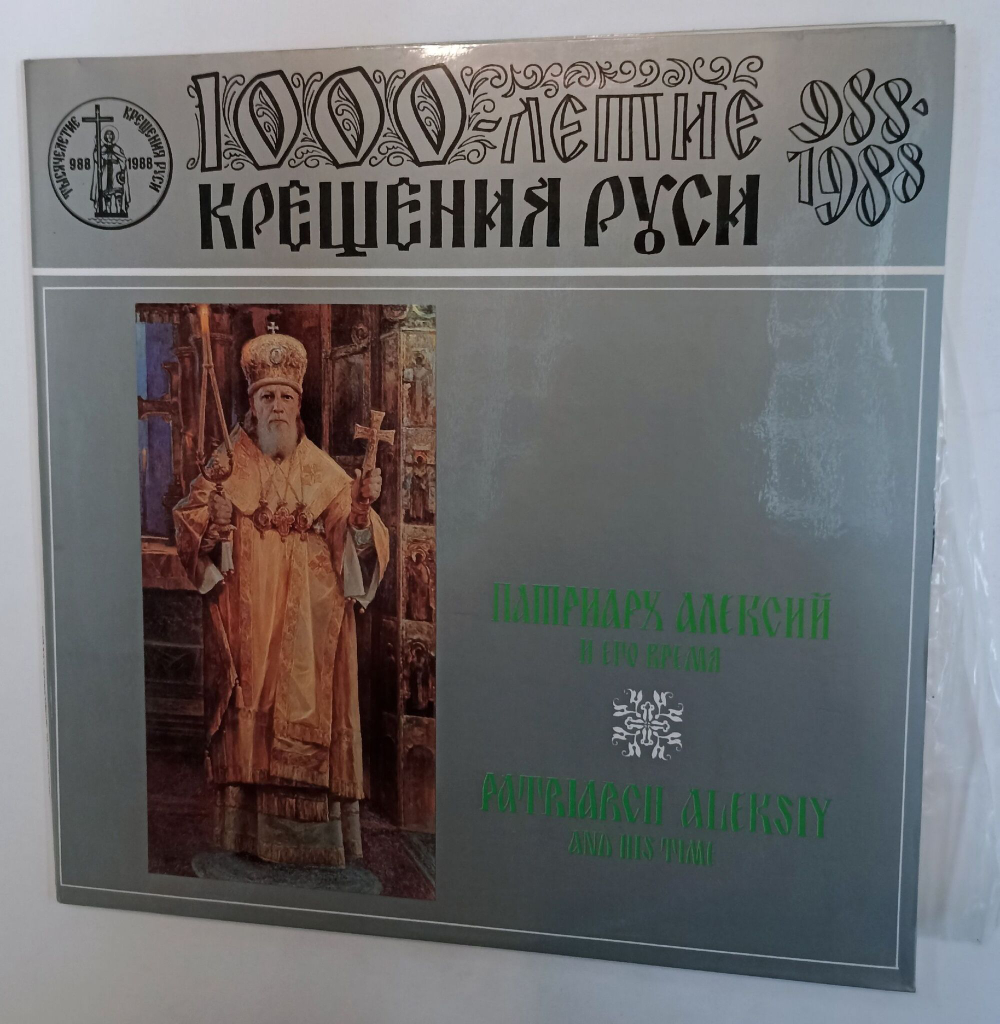 ТЫСЯЧЕЛЕТИЕ КРЕЩЕНИЯ РУСИ
988 1988
1000-ЛЕТИЕ
КРЕЩЕНИЯ РУСИ
988-
1988
ПАТРИАРХ АЛЕКСИЙ
И ЕГО ВРЕМЯ
PATRIARCH ALEKSIY
AND HIS TIME